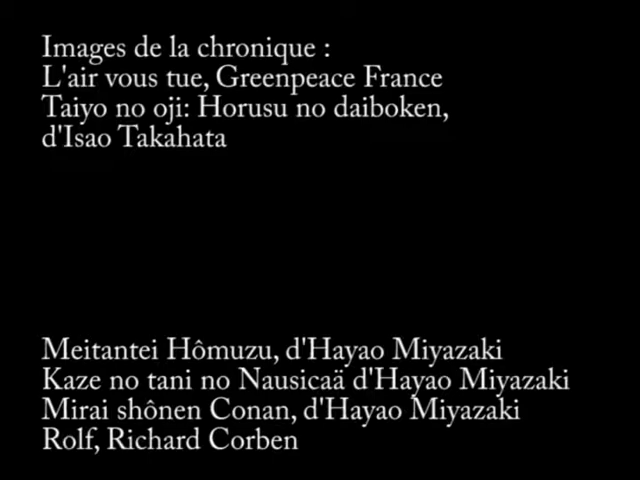 Images de la chronique :
L'air vous tue, Greenpeace France
Taiyo no oji: Horusu no daiboken,
d'Isao Takahata
Meitantei Hômuzu, d'Hayao Miyazaki
Kaze no tani no Nausicaä d'Hayao Miyazaki
Mirai shônen Conan, d'Hayao Miyazaki
Rolf, Richard Corben